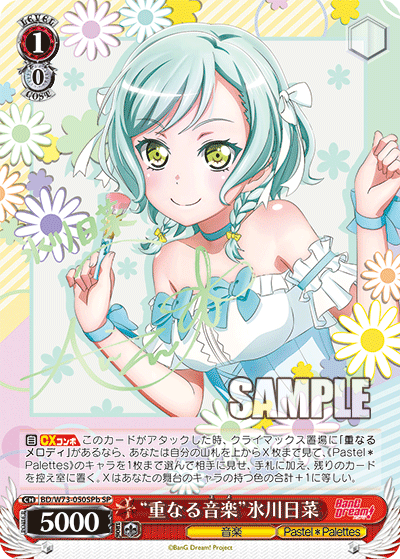 LEVEL
1
0
COST
氷川日菜
SAMPLE
【自】 CXコンボ このカードがアタックした時、クライマックス置場に「重なる
メロディ」があるなら、あなたは自分の山札を上からX枚まで見て、《Pastel＊
Palettes》のキャラを1枚まで選んで相手に見せ、手札に加え、残りのカード
を控え室に置く。Xはあなたの舞台のキャラの持つ色の合計＋1に等しい。
CH BD/W73-050SPb SP
5000
“重なる音楽”氷川日菜
BanG Dream!
音楽
Pastel＊Palettes
©BanG Dream! Project